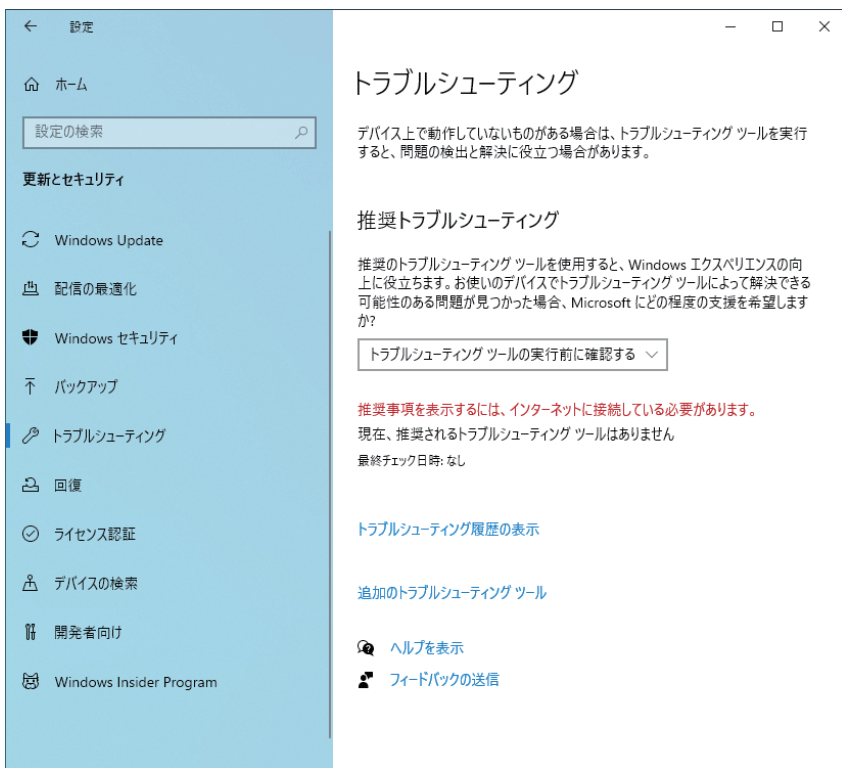 設定
ホーム
設定の検索
更新とセキュリティ
Windows Update
配信の最適化
Windows セキュリティ
バックアップ
トラブルシューティング
回復
ライセンス認証
デバイスの検索
開発者向け
Windows Insider Program
トラブルシューティング
デバイス上で動作していないものがある場合は、トラブルシューティング ツールを実行
すると、問題の検出と解決に役立つ場合があります。
推奨トラブルシューティング
推奨のトラブルシューティング ツールを使用すると、Windows エクスペリエンスの向
上に役立ちます。お使いのデバイスでトラブルシューティング ツールによって解決できる
可能性のある問題が見つかった場合、Microsoft にどの程度の支援を希望します
か?
トラブルシューティング ツールの実行前に確認する
推奨事項を表示するには、インターネットに接続している必要があります。
現在、推奨されるトラブルシューティング ツールはありません
最終チェック日時: なし
トラブルシューティング履歴の表示
追加のトラブルシューティング ツール
ヘルプを表示
フィードバックの送信